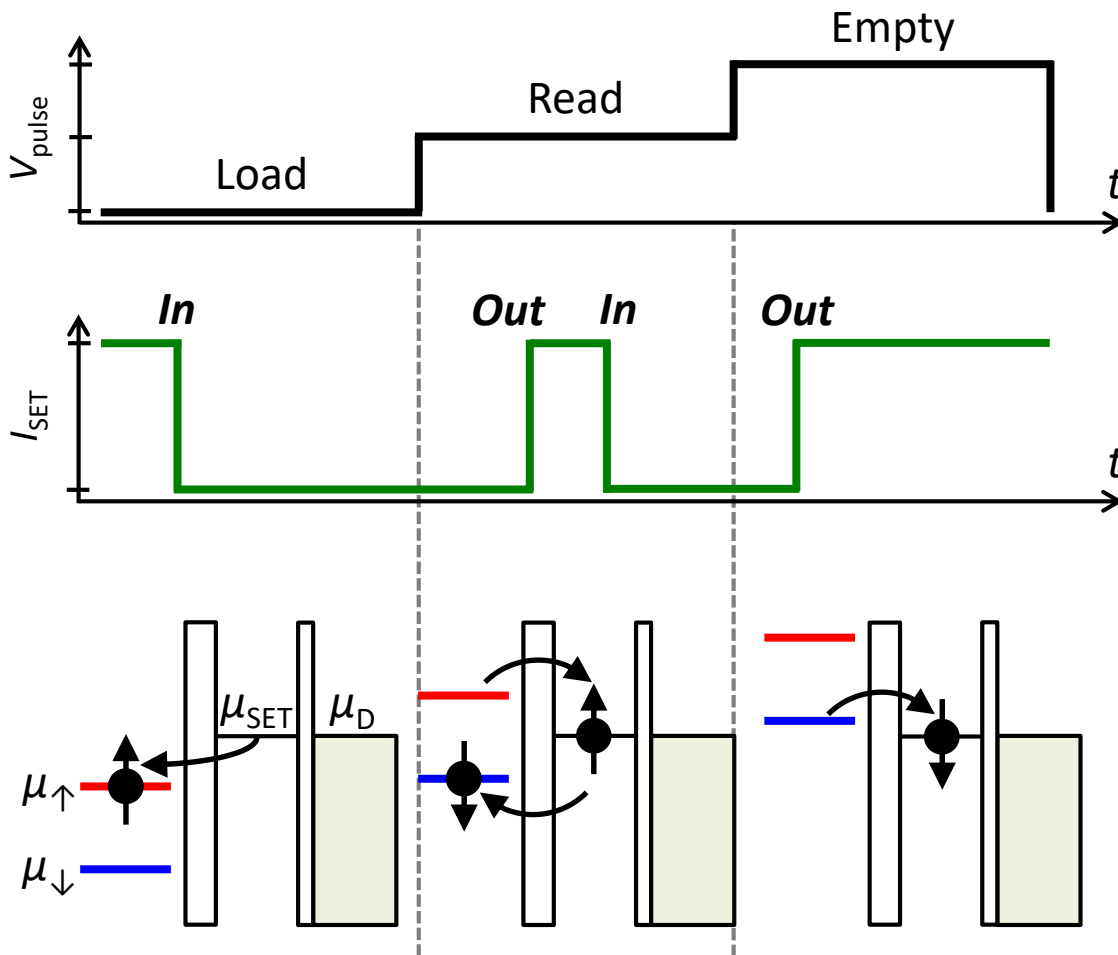 Empty
Read
Load
V_pulse
t
In
Out
In
Out
I_SET
t
μ_SET
μ_D
μ_↑
μ_↓